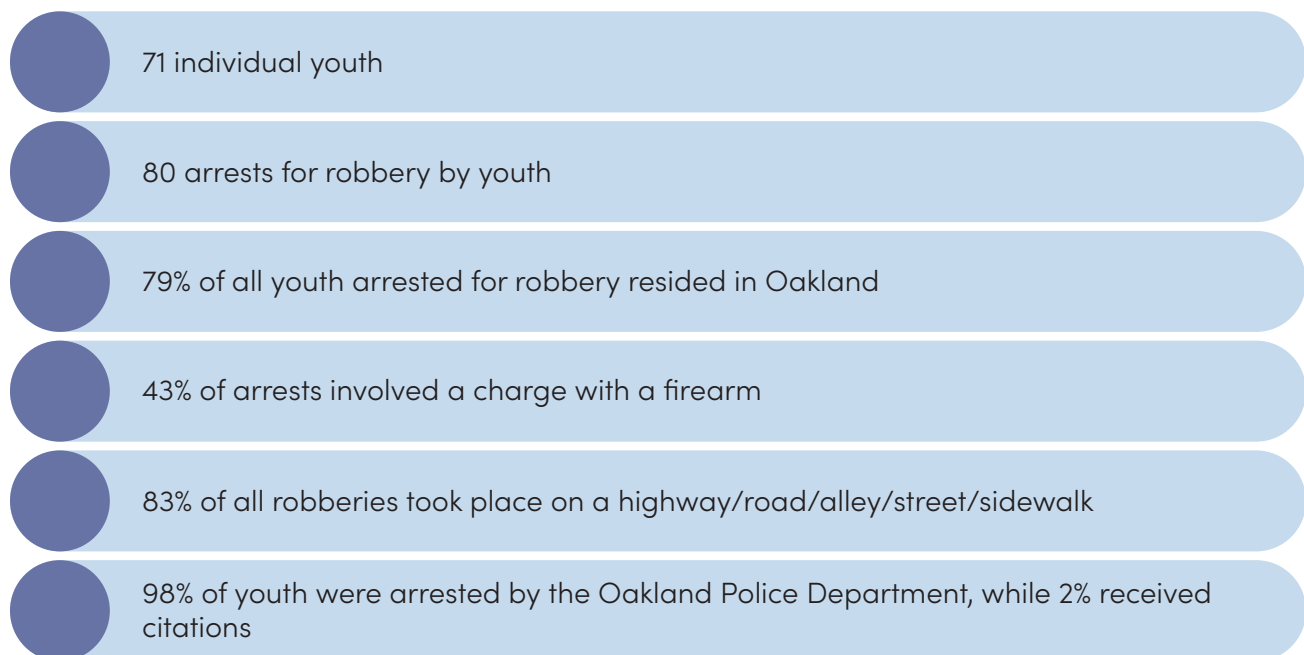 71 individual youth
80 arrests for robbery by youth
79% of all youth arrested for robbery resided in Oakland
43% of arrests involved a charge with a firearm
83% of all robberies took place on a highway/road/alley/street/sidewalk
98% of youth were arrested by the Oakland Police Department, while 2% received
citations